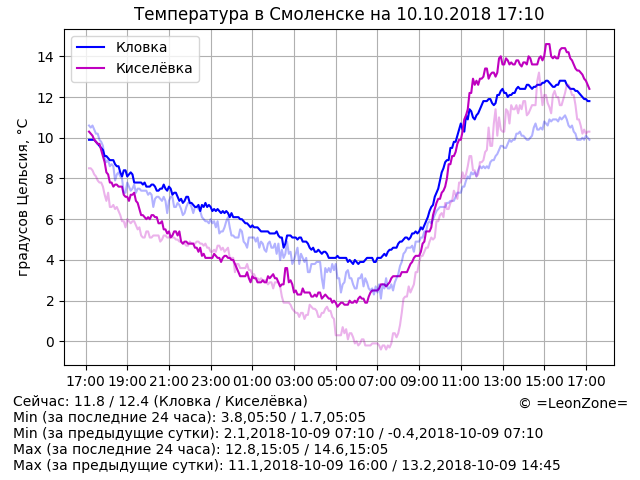 Температура в Смоленске на 10.10.2018 17:10
Кловка
Киселёвка
градусов Цельсия, °C
14
12
10
8
6
4
2
0
17:00 19:00 21:00 23:00 01:00 03:00 05:00 07:00 09:00 11:00 13:00 15:00 17:00
Сейчас: 11.8 / 12.4 (Кловка / Киселёвка)
© =LeonZone=
Min (за последние 24 часа): 3.8,05:50 / 1.7,05:05
Min (за предыдущие сутки): 2.1,2018-10-09 07:10 / -0.4,2018-10-09 07:10
Max (за последние 24 часа): 12.8,15:05 / 14.6,15:05
Max (за предыдущие сутки): 11.1,2018-10-09 16:00 / 13.2,2018-10-09 14:45